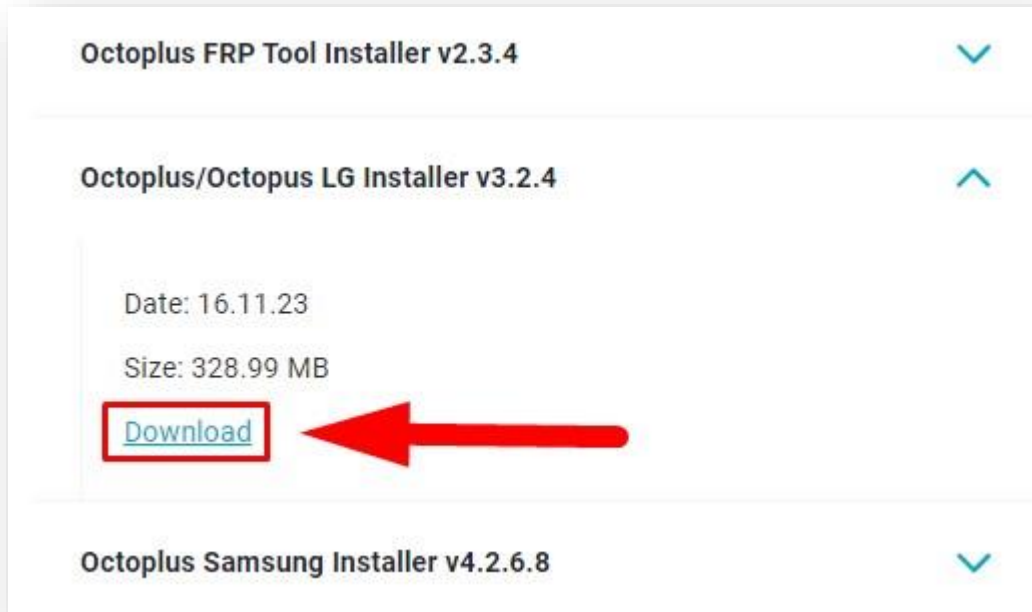 Octoplus FRP Tool Installer v2.3.4
Octoplus/Octopus LG Installer v3.2.4
Date: 16.11.23
Size: 328.99 MB
Download
Octoplus Samsung Installer v4.2.6.8